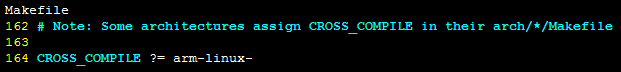 Makefile
162 # Note: Some architectures assign CROSS_COMPILE in their arch/*/Makefile
163
164 CROSS_COMPILE ?= arm-linux-